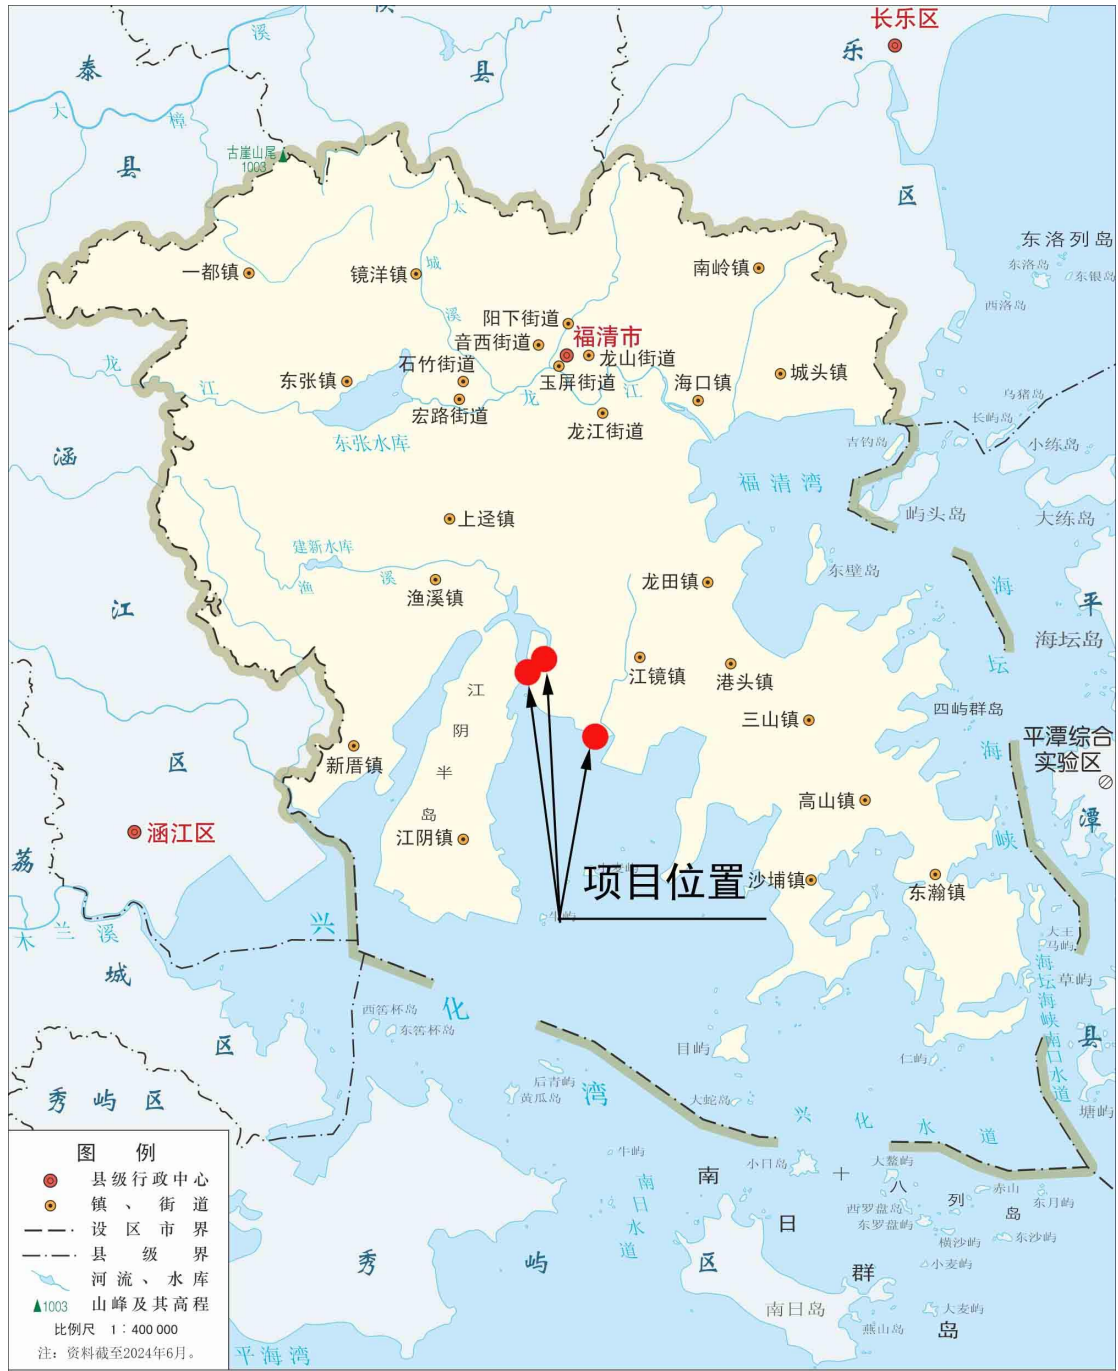 长乐区
溪
泰
县
乐
大
樟
古崖山尾
1003
县
区
太
东洛列岛
一都镇
镜洋镇
城
南岭镇
东洛岛
东银岛
西洛岛
溪
阳下街道
福清市
音西街道
龙山街道
龙
江
东张镇
石竹街道
玉屏街道
海口镇
城头镇
宏路街道
龙
江
龙江街道
乌猪岛
长屿岛
东张水库
吉钓岛
小练岛
涵
福清湾
屿头岛
大练岛
上迳镇
建新水库
渔
溪
渔溪镇
龙田镇
东壁岛
海
平
江
海坛岛
坛
江镜镇
港头镇
江
阴
半
岛
三山镇
四屿群岛
海
平潭综合
实验区
区
新厝镇
高山镇
峡
潭
涵江区
江阴镇
荔
项目位置
沙埔镇
东瀚镇
牛屿
兴
木兰溪
大王
马屿
城
海坛海峡南口水道
草屿
西筶杯岛
东筶杯岛
化
区
目屿
仁屿
县
后青屿
黄瓜岛
湾
大蛇岛
兴化水道
塘屿
秀屿区
牛屿
小日岛
大鳌屿
南
十
八
列
岛
赤山
东月屿
南日水道
西罗盘岛
东罗盘屿
日
横沙屿
东沙屿
秀
屿
区
群
小麦屿
南日岛
大麦屿
燕山岛
岛
平海湾
图例
县级行政中心
镇、街道
设区市界
县级界
河流、水库
1003 山峰及其高程
比例尺 1：400 000
注：资料截至2024年6月。